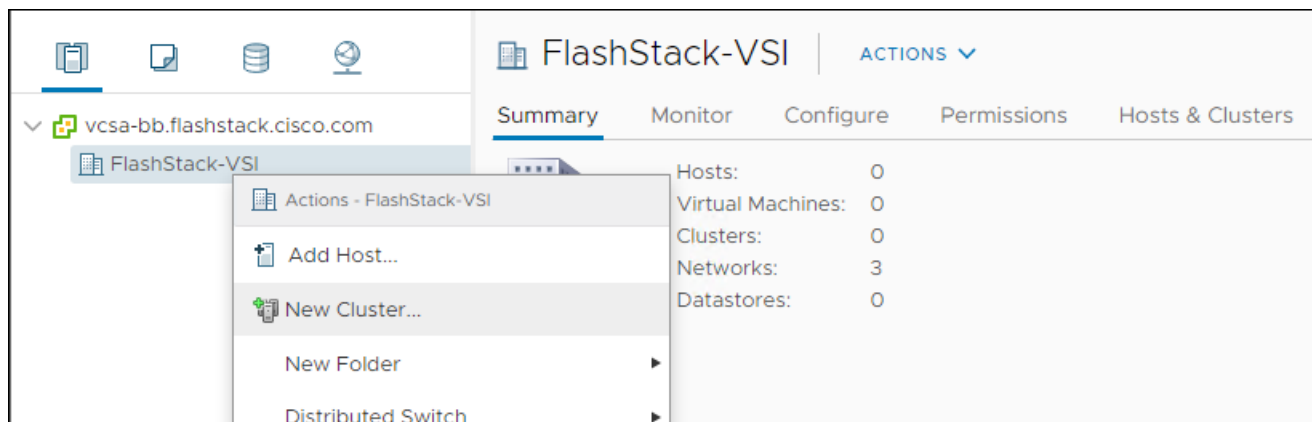 FlashStack-VSI
ACTIONS
vcsa-bb.flashstack.cisco.com
FlashStack-VSI
Summary Monitor Configure Permissions Hosts & Clusters
Hosts: 0
Virtual Machines: 0
Clusters: 0
Networks: 3
Datastores: 0
Actions - FlashStack-VSI
Add Host...
New Cluster...
New Folder
Distributed Switch